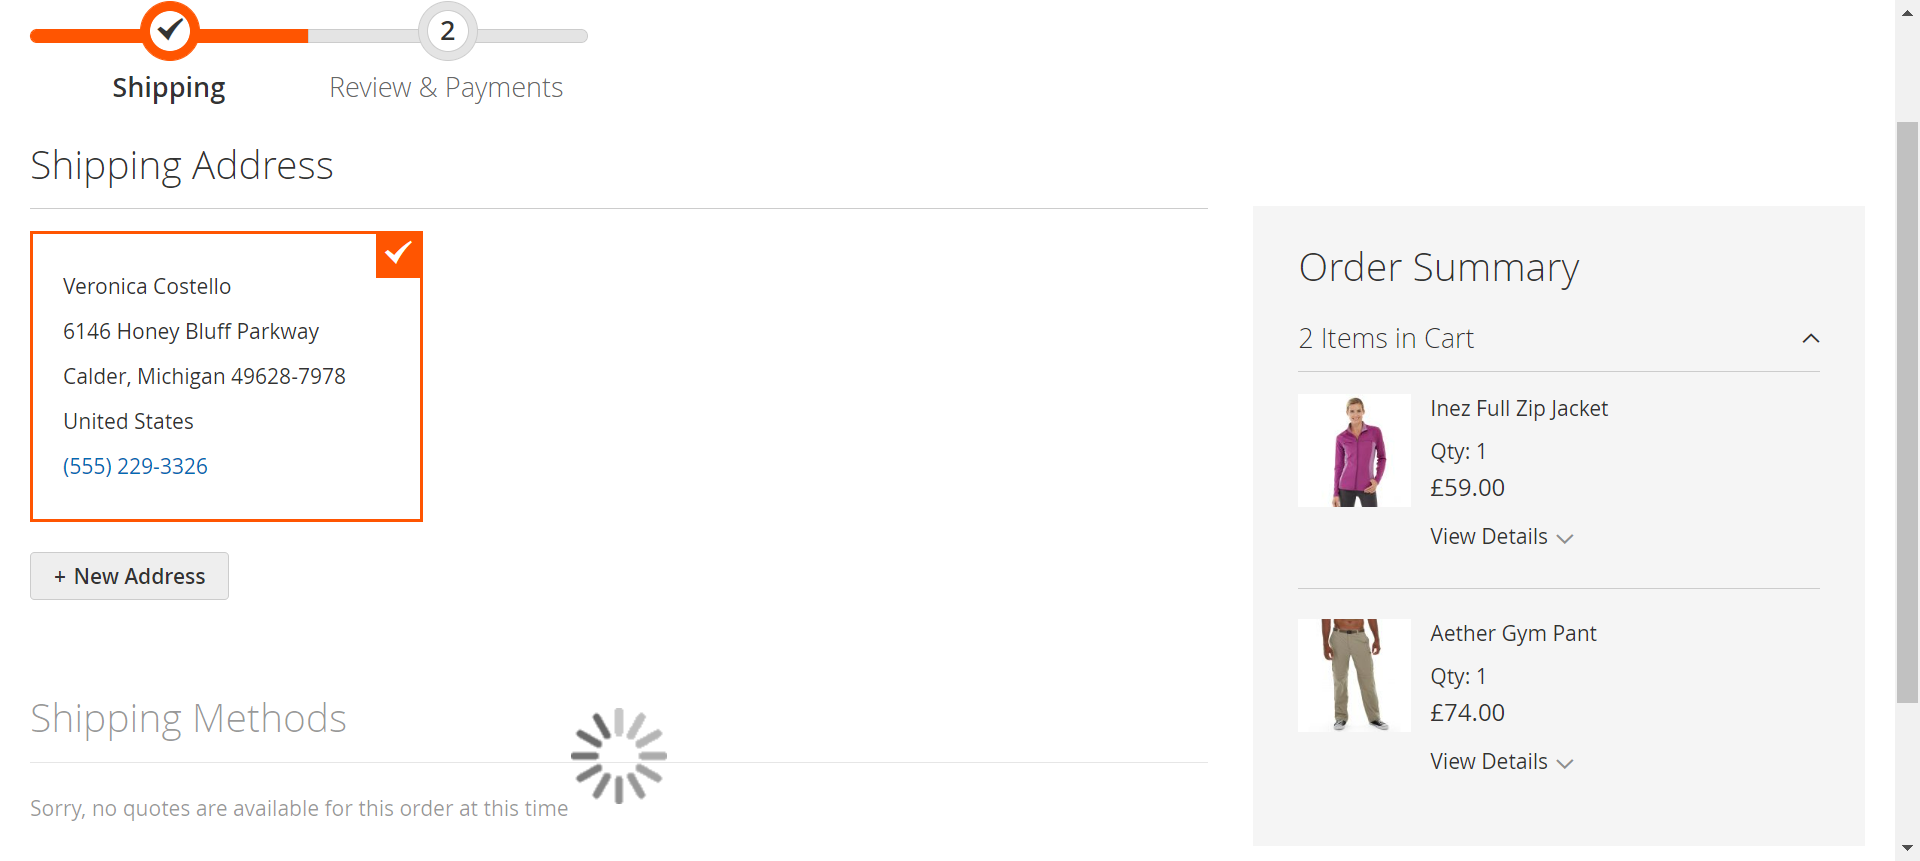 2
Shipping
Review & Payments
Shipping Address
Veronica Costello
6146 Honey Bluff Parkway
Calder, Michigan 49628-7978
United States
(555) 229-3326
+ New Address
Shipping Methods
Sorry, no quotes are available for this order at this time
Order Summary
2 Items in Cart
Inez Full Zip Jacket
Qty: 1
£59.00
View Details
Aether Gym Pant
Qty: 1
£74.00
View Details